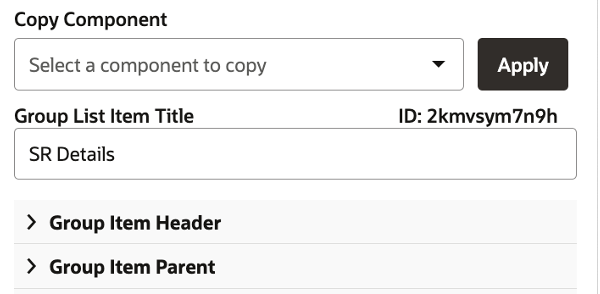 Copy Component
Select a component to copy
Apply
Group List Item Title
ID: 2kmvsym7n9h
SR Details
Group Item Header
Group Item Parent